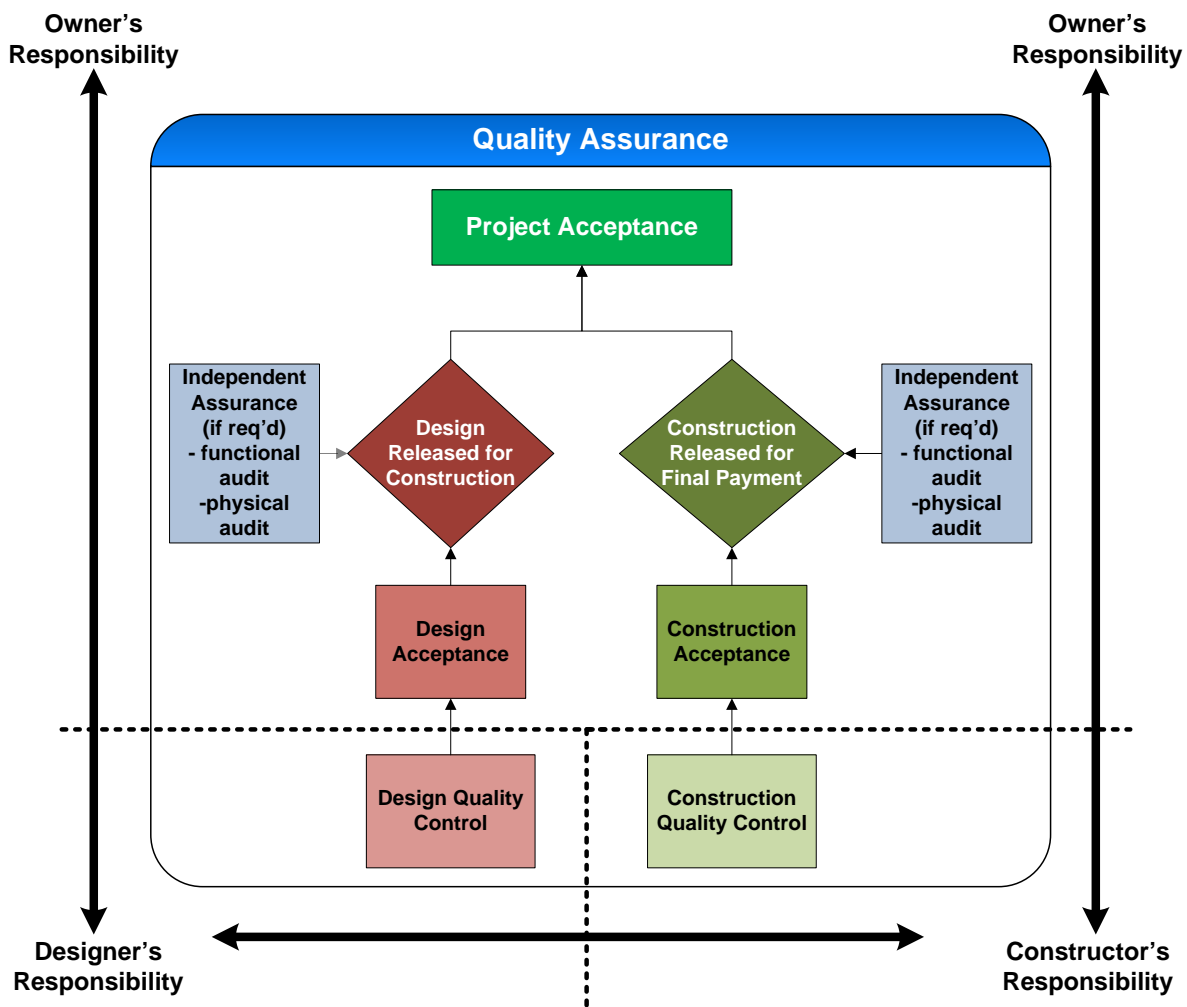 Owner's
Responsibility
Owner's
Responsibility
Quality Assurance
Project Acceptance
Independent
Assurance
(if req'd)
- functional
audit
-physical
audit
Design
Released for
Construction
Construction
Released for
Final Payment
Independent
Assurance
(if req'd)
- functional
audit
-physical
audit
Design
Acceptance
Construction
Acceptance
Design Quality
Control
Construction
Quality Control
Designer's
Responsibility
Constructor's
Responsibility